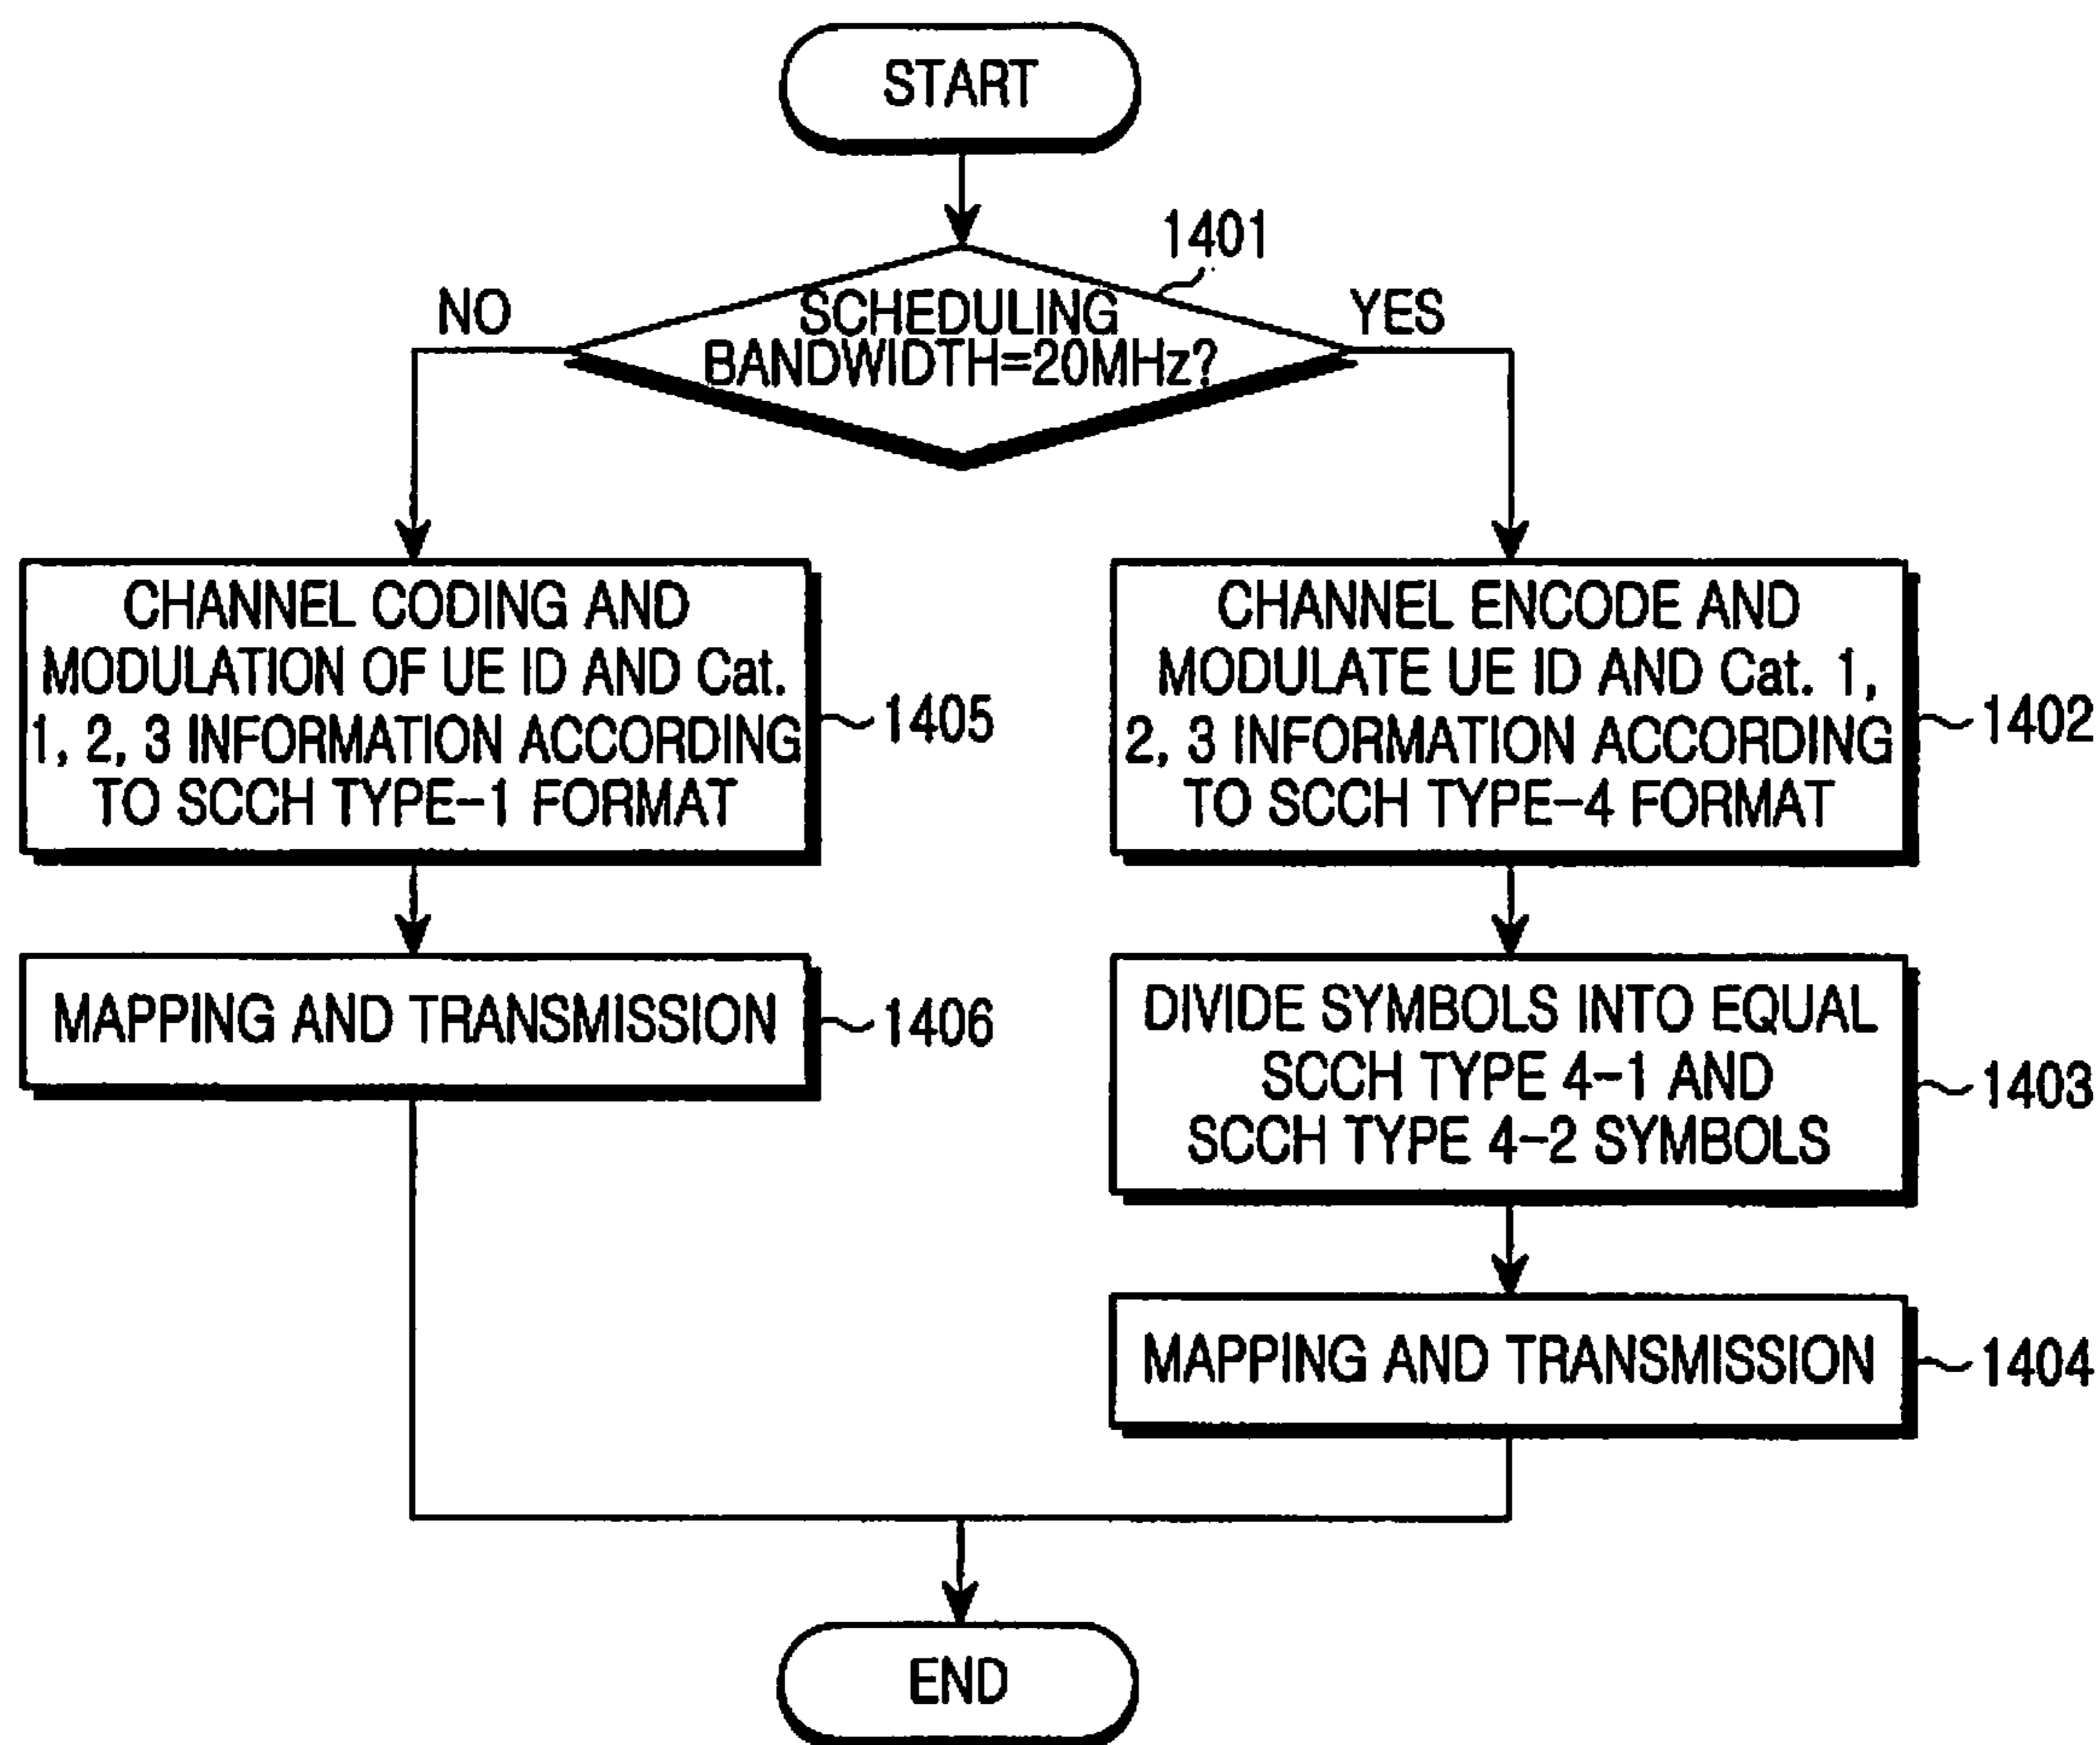 START
1401
NO
SCHEDULING
BANDWIDTH=20MHz?
YES
CHANNEL CODING AND
MODULATION OF UE ID AND Cat.
1, 2, 3 INFORMATION ACCORDING
TO SCCH TYPE-1 FORMAT
1405
CHANNEL ENCODE AND
MODULATE UE ID AND Cat. 1,
2, 3 INFORMATION ACCORDING
TO SCCH TYPE-4 FORMAT
1402
MAPPING AND TRANSMISSION
1406
DIVIDE SYMBOLS INTO EQUAL
SCCH TYPE 4-1 AND
SCCH TYPE 4-2 SYMBOLS
1403
MAPPING AND TRANSMISSION
1404
END